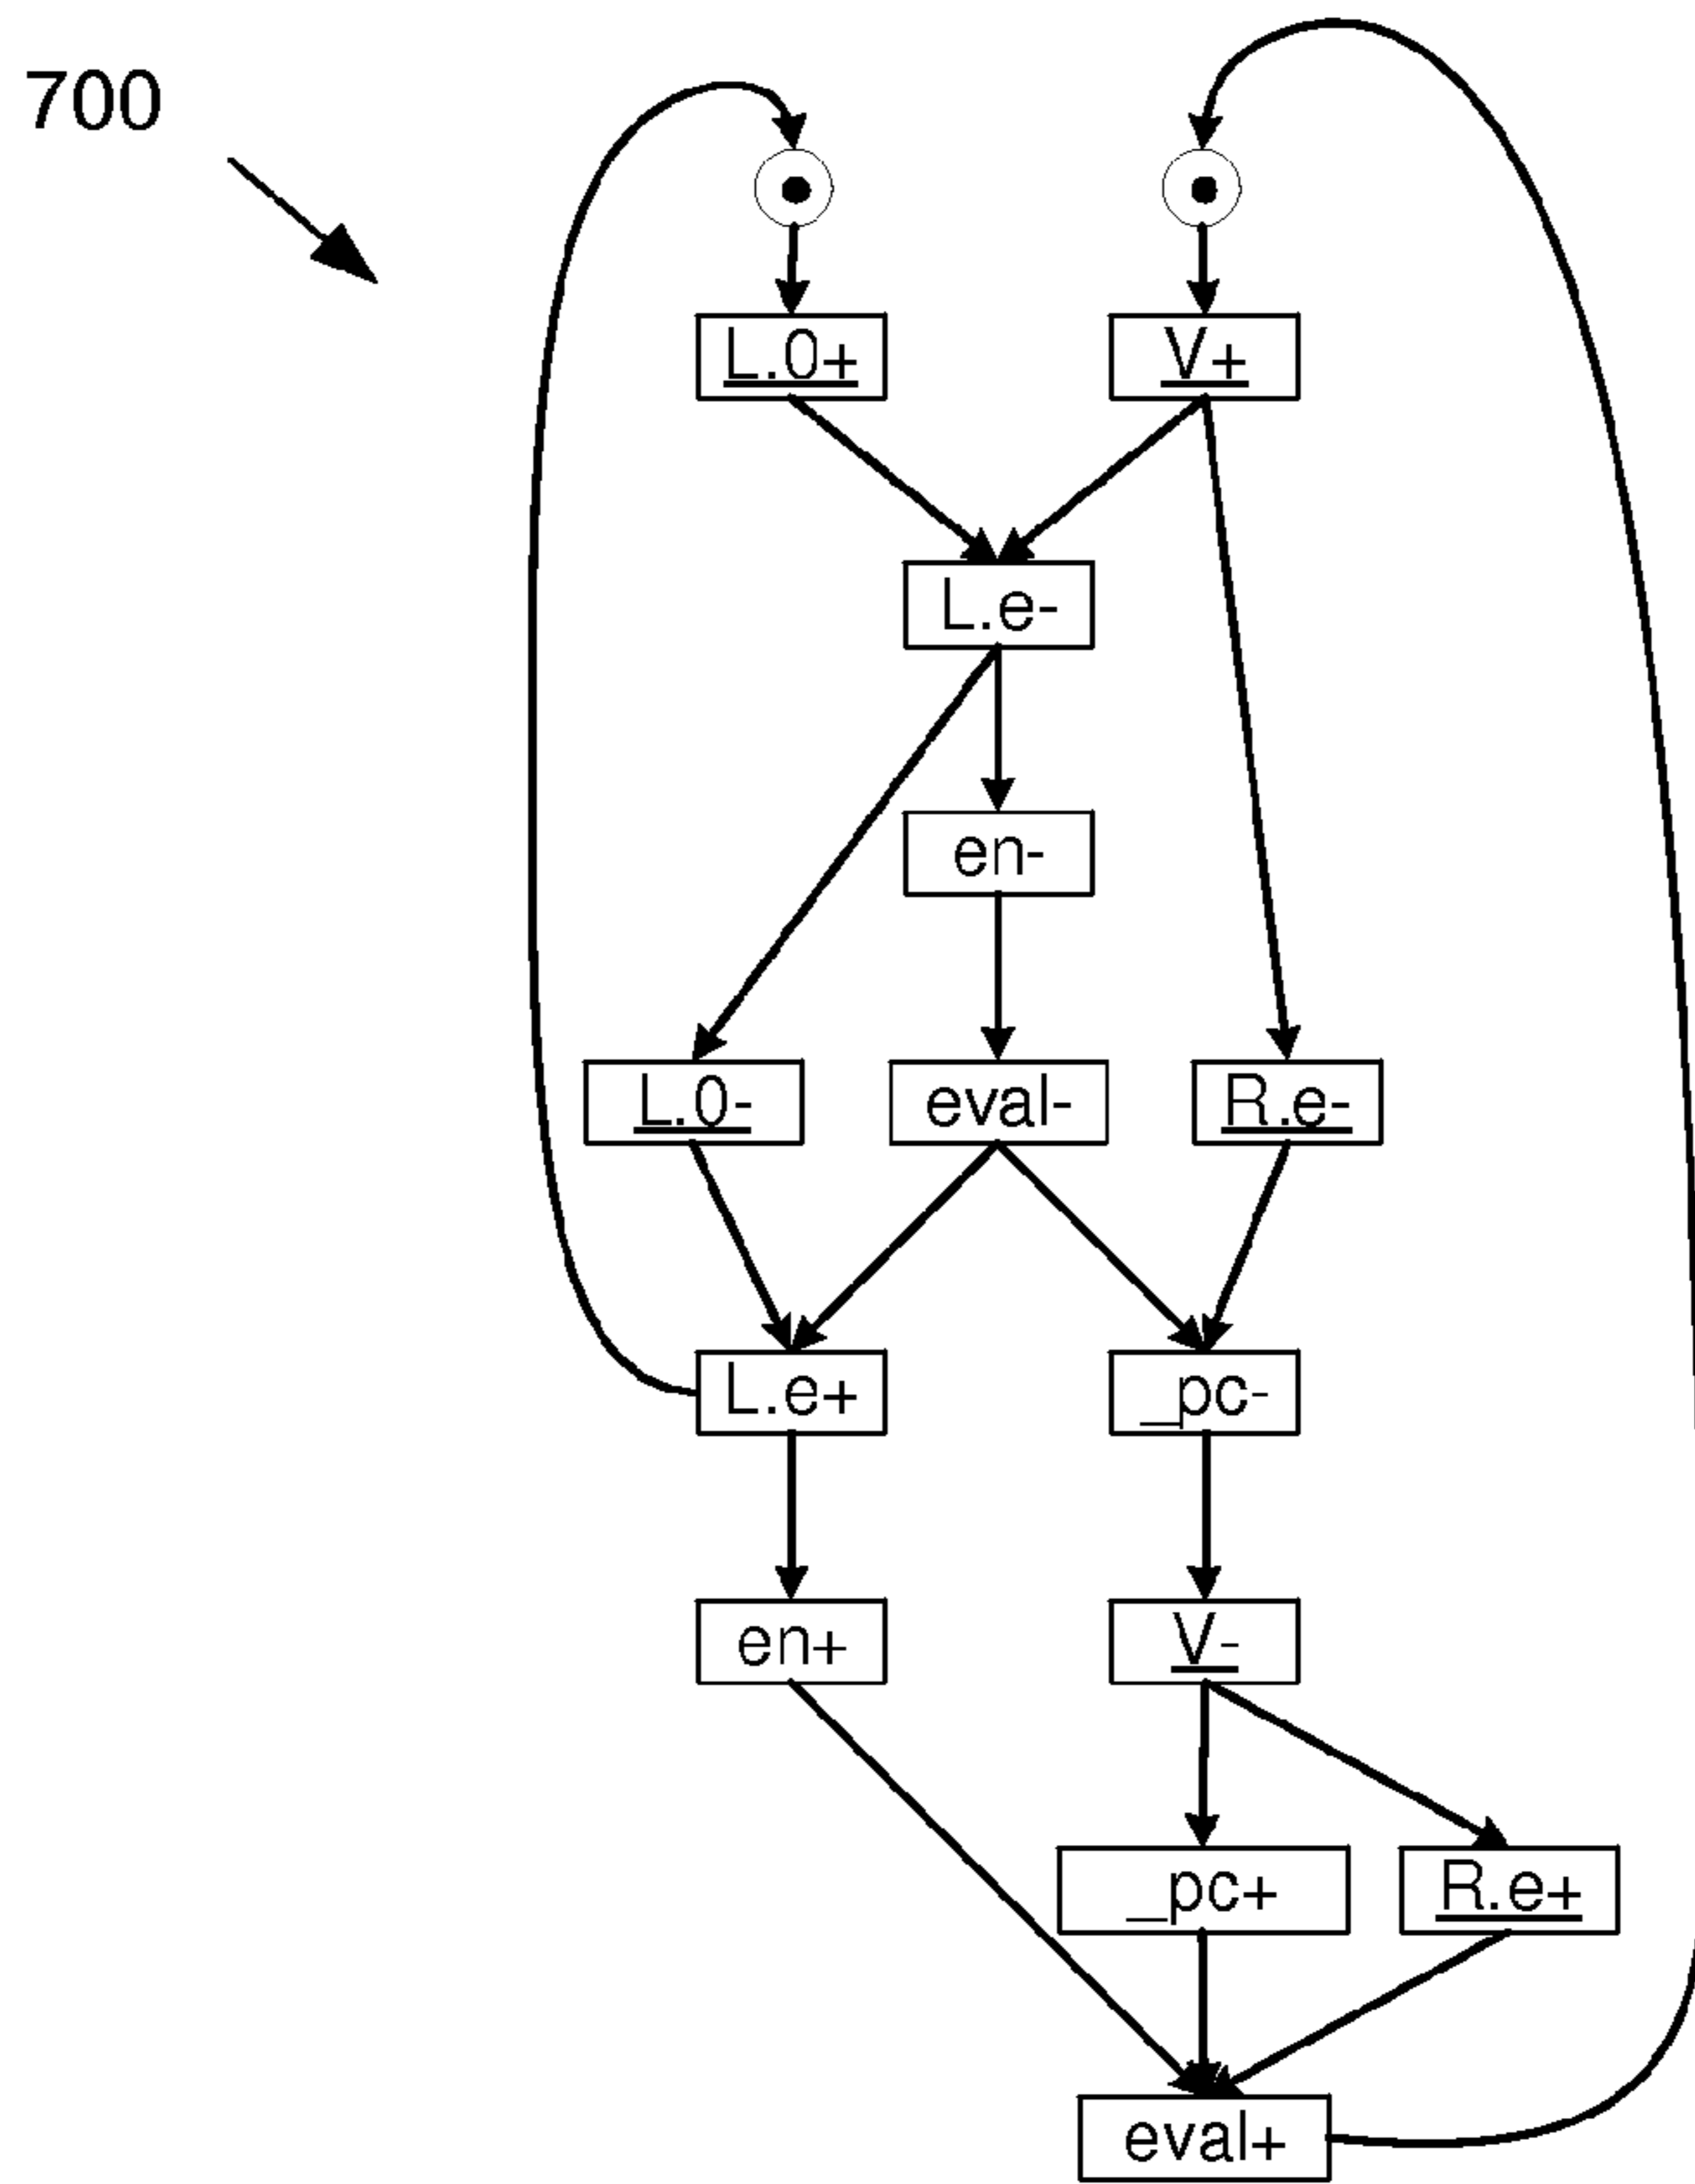 700
L.0+
V+
L.e-
en-
L.0-
eval-
R.e-
L.e+
_pc-
en+
V-
_pc+
R.e+
eval+